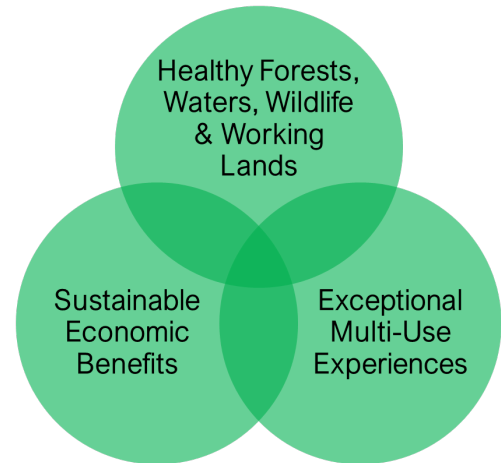 Healthy Forests,
Waters, Wildlife
& Working
Lands
Sustainable
Economic
Benefits
Exceptional
Multi-Use
Experiences